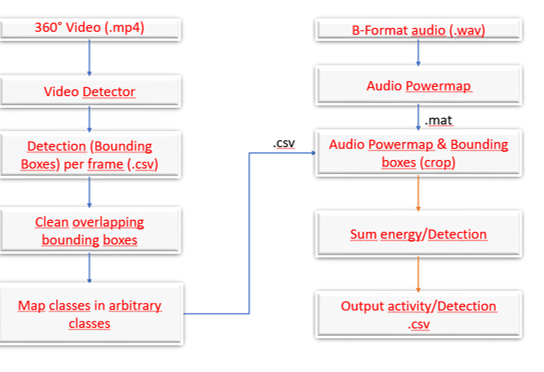 360° Video (.mp4)
Video Detector
Detection (Bounding
Boxes) per frame (.csv)
Clean overlapping
bounding boxes
Map classes in arbitrary
classes
.csv
B-Format audio (.wav)
Audio Powermap
.mat
Audio Powermap & Bounding
boxes (crop)
Sum energy/Detection
Output activity/Detection
.csv